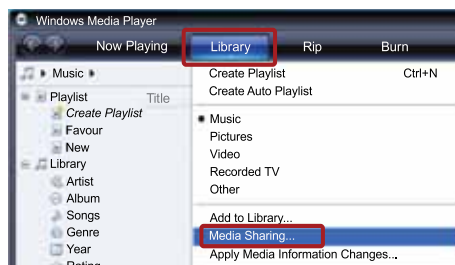 Windows Media Player
Now Playing Library Rip Burn
Music
Create Playlist Ctrl+N
Create Auto Playlist
Playlist Title
Create Playlist
Favour
New
Library
Artist
Album
Songs
Genre
Year
Rating
Music
Pictures
Video
Recorded TV
Other
Add to Library...
Media Sharing...
Apply Media Information Changes...